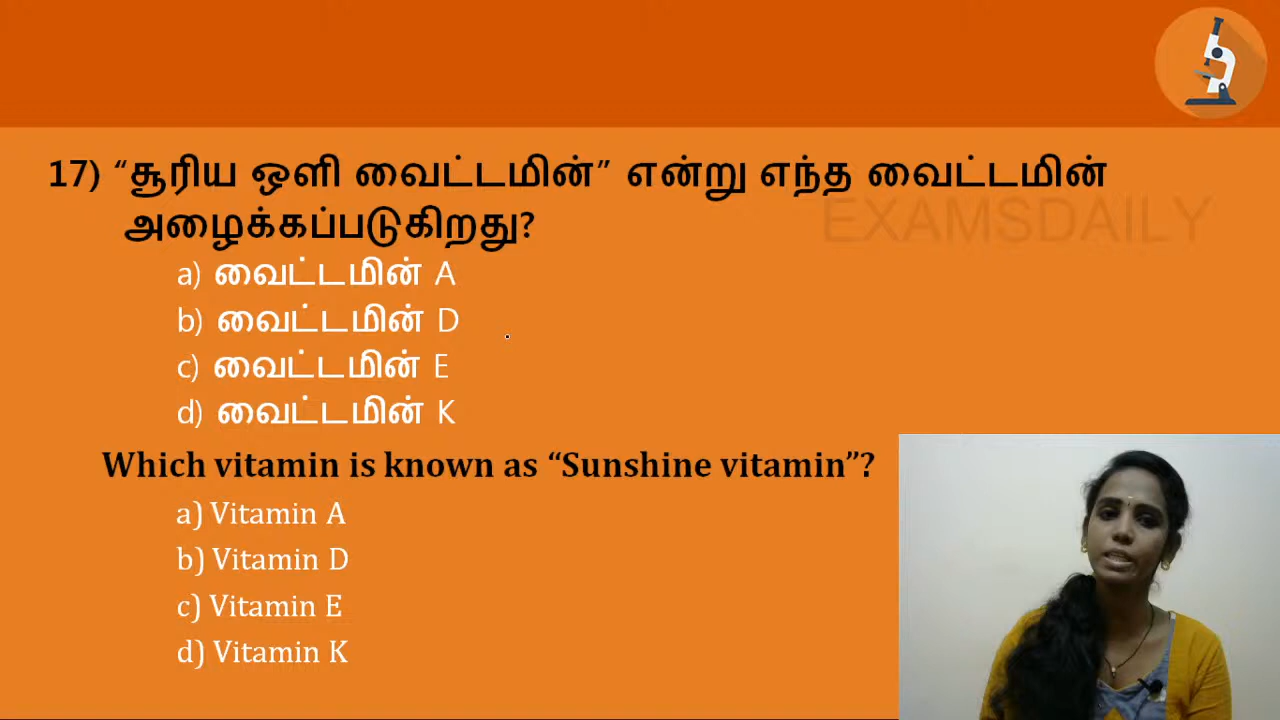 17) “சூரிய ஒளி வைட்டமின்” என்று எந்த வைட்டமின்
அழைக்கப்படுகிறது?
EXAMSDAILY
a) வைட்டமின் A
b) வைட்டமின் D
c) வைட்டமின் E
d) வைட்டமின் K
Which vitamin is known as “Sunshine vitamin”?
a) Vitamin A
b) Vitamin D
c) Vitamin E
d) Vitamin K